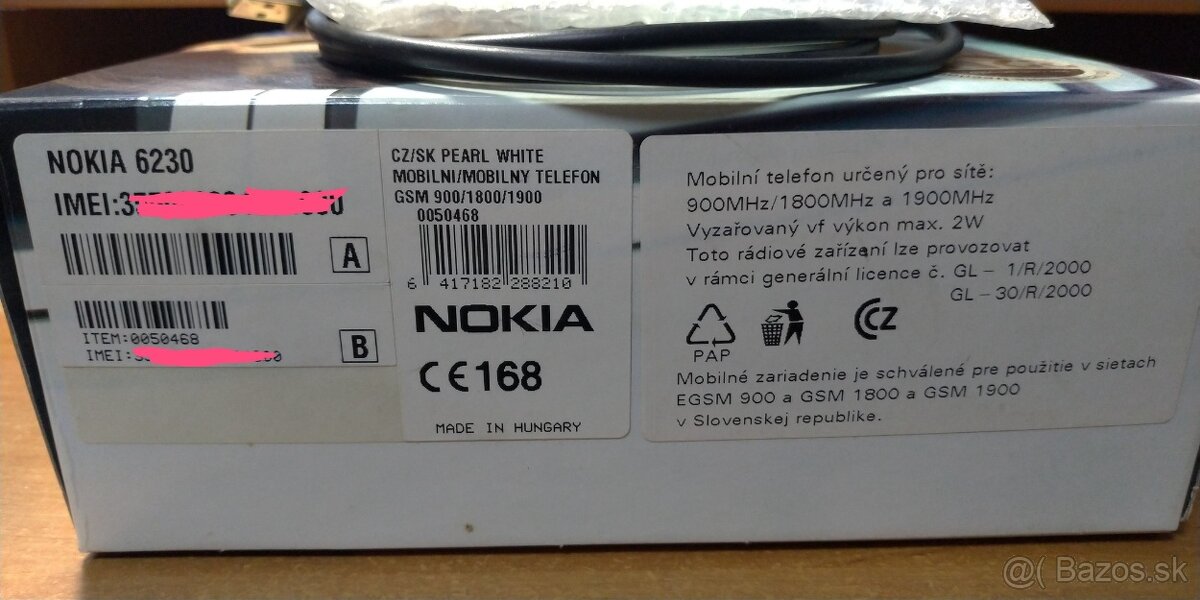 NOKIA 6230
IMEI:3
A
ITEM:0050468
IMEI:3
B
CZ/SK PEARL WHITE
MOBILNI/MOBILNY TELEFON
GSM 900/1800/1900
0050468
6 417182 288210
NOKIA
CE168
MADE IN HUNGARY
Mobilní telefon určený pro sítě:
900MHz/1800MHz a 1900MHz
Vyzařovaný vf výkon max. 2W
Toto rádiové zařízení lze provozovat
v rámci generální licence č. GL – 1/R/2000
GL – 30/R/2000
PAP
CZ
Mobilné zariadenie je schválené pre použitie v sietach
EGSM 900 a GSM 1800 a GSM 1900
v Slovenskej republike.
@( Bazos.sk